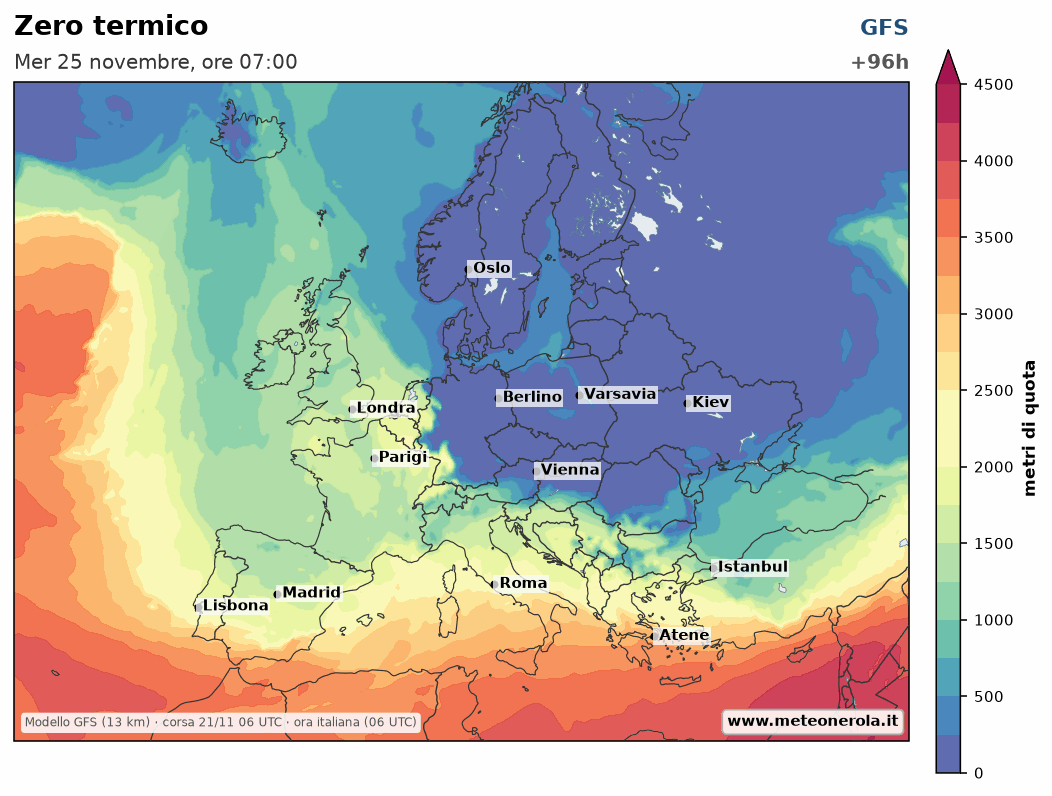 Zero termico
GFS
Mer 25 novembre, ore 07:00
+96h
4500
4000
3500
3000
2500
2000
1500
1000
500
0
metri di quota
Oslo
Berlino
Varsavia
Kiev
Londra
Parigi
Vienna
Istanbul
Roma
Madrid
Lisbona
Atene
Modello GFS (13 km) · corsa 21/11 06 UTC · ora italiana (06 UTC)
www.meteonerola.it